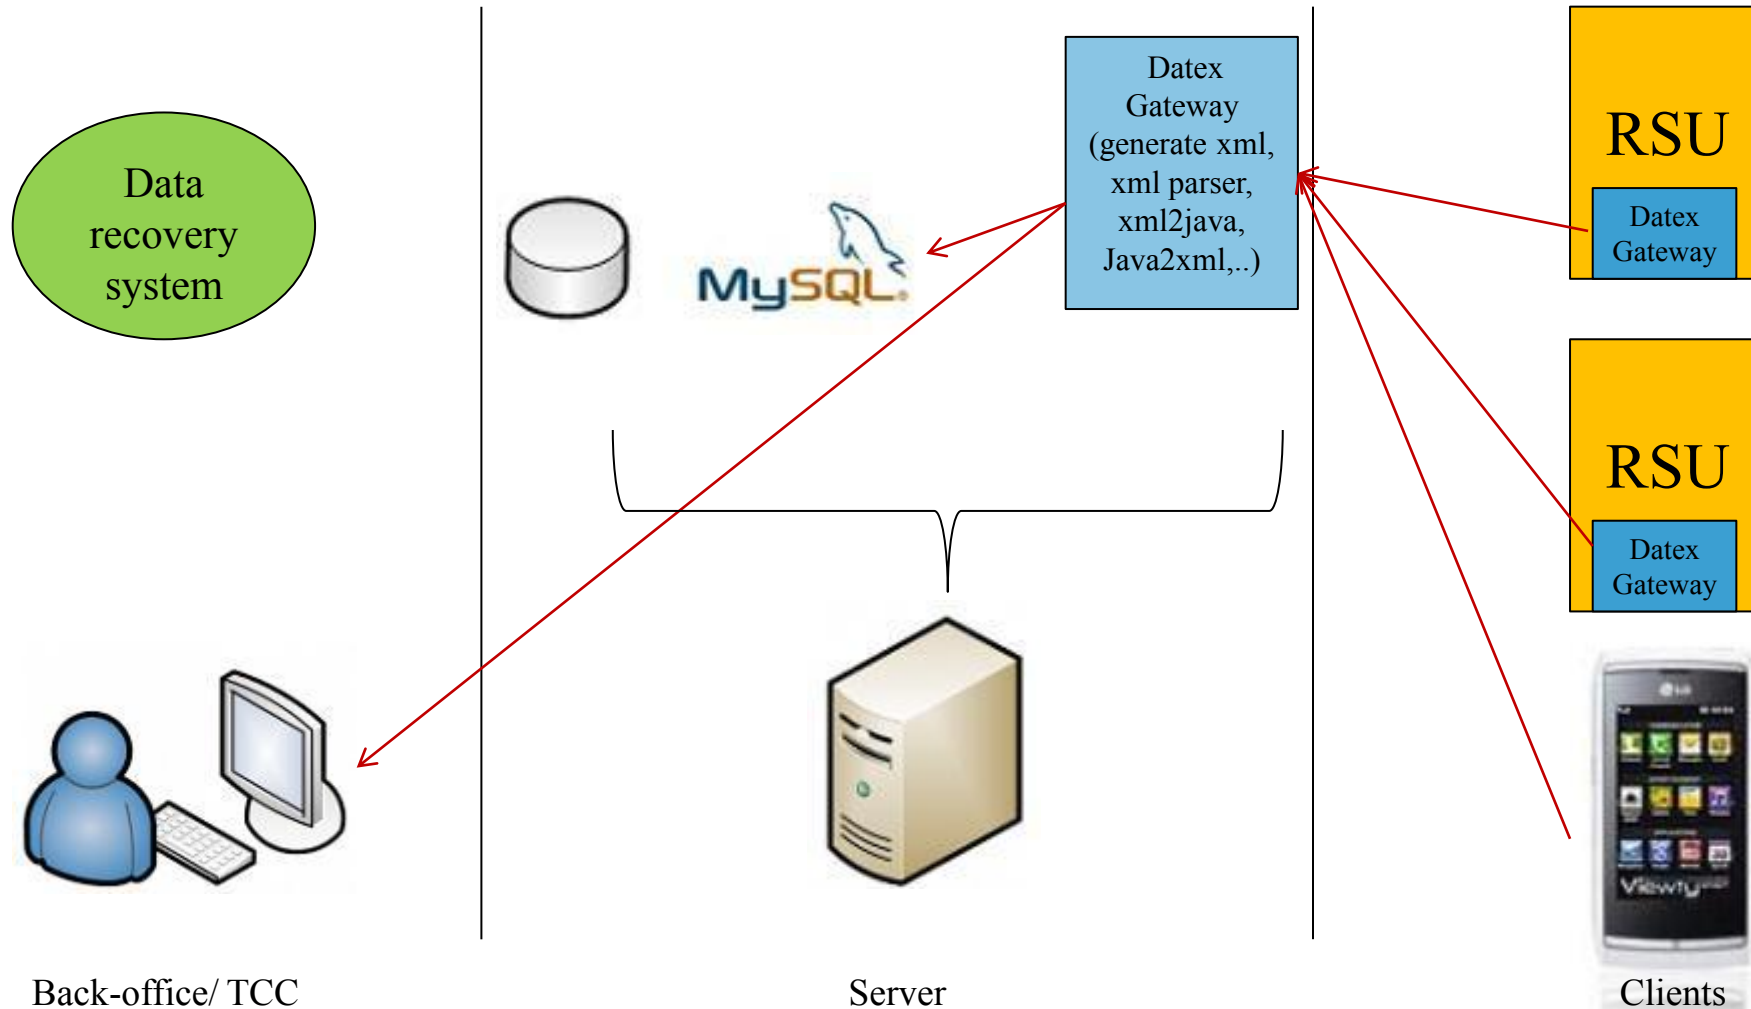 Data
recovery
system
MySQL
Datex
Gateway
(generate xml,
xml parser,
xml2java,
Java2xml,..)
RSU
Datex
Gateway
RSU
Datex
Gateway
LG
Viewty
Back-office/ TCC
Server
Clients